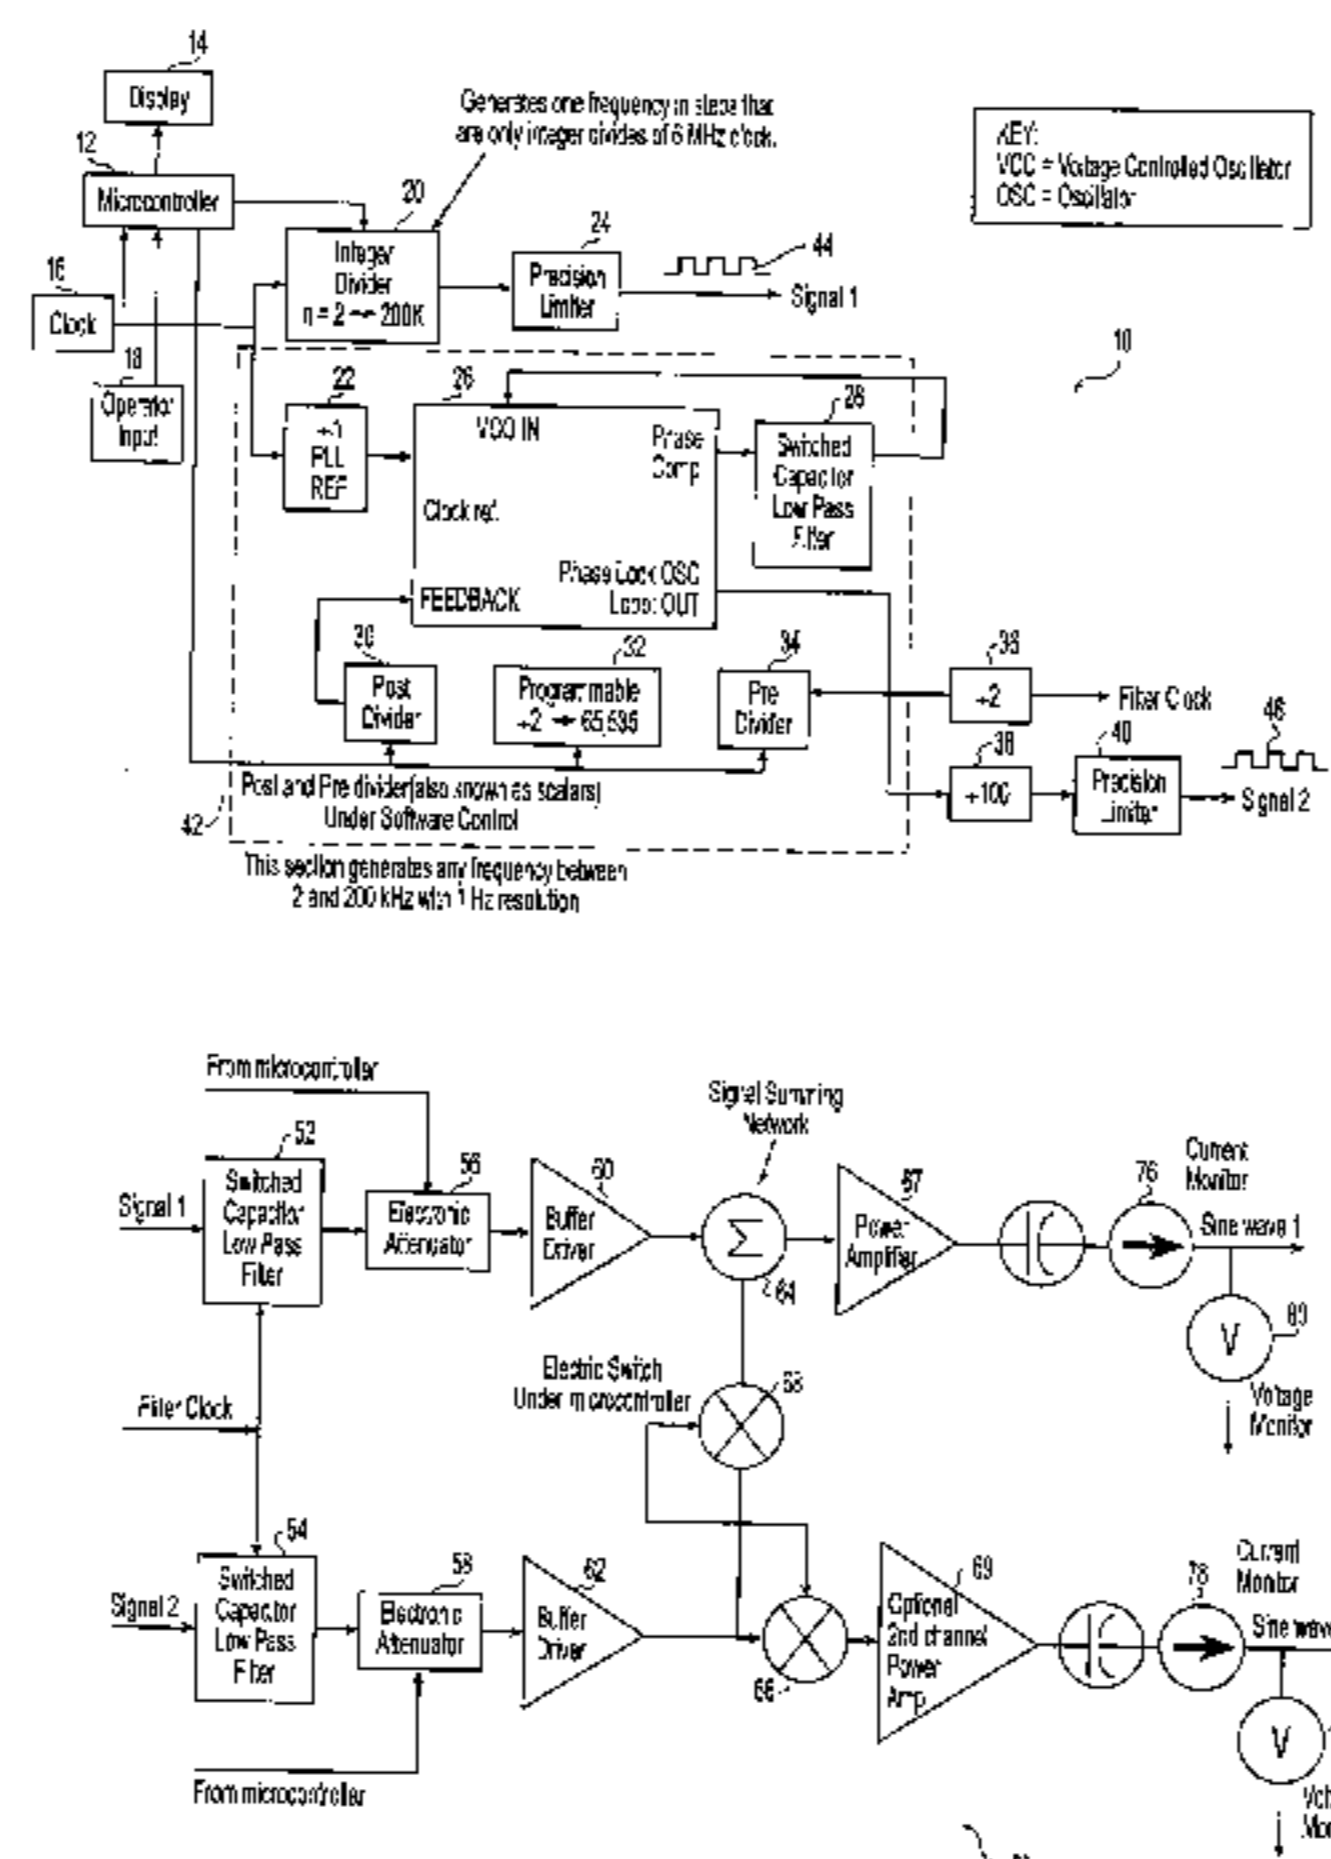 14
Display
12
Microcontroller
16
Clock
18
Operator
Input
Generates one frequency in steps that
are only integer divides of 6 MHz clock.
20
Integer
Divider
n = 2 200K
24
Precision
Limiter
44
Signal 1
KEY:
VCC = Voltage Controlled Oscillator
OSC = Oscillator
10
22
PLL
REF
26
VCO IN
Phase
Comp
Clock ref.
FEEDBACK
Phase Lock OSC
OUT
28
Switched
Capacitor
Low Pass
Filter
30
Post
Divider
32
Programmable
÷2 65,535
34
Pre
Divider
÷2
Filter Clock
÷100
40
Precision
Limiter
46
Signal 2
Post and Pre divider(also known as scalars)
Under Software Control
42
This section generates any frequency between
2 and 200 kHz with 1 Hz resolution
From microcontroller
52
Signal 1
Switched
Capacitor
Low Pass
Filter
56
Electronic
Attenuator
60
Buffer
Driver
Signal Summing
Network
Σ
64
67
Power
Amplifier
76
Current
Monitor
Sine wave 1
V
Voltage
Monitor
Electric Switch
Under microcontroller
68
Filter Clock
54
Signal 2
Switched
Capacitor
Low Pass
Filter
58
Electronic
Attenuator
62
Buffer
Driver
66
69
Optional
2nd channel
Power
Amp
78
Current
Monitor
Sine wave
V
From microcontroller